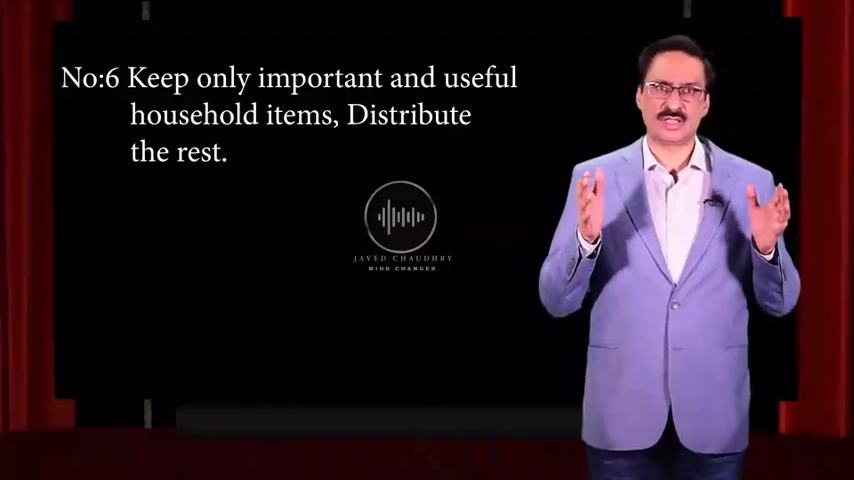 No:6 Keep only important and useful
household items, Distribute
the rest.
JAVED CHAUDHRY
MIND CHANGER